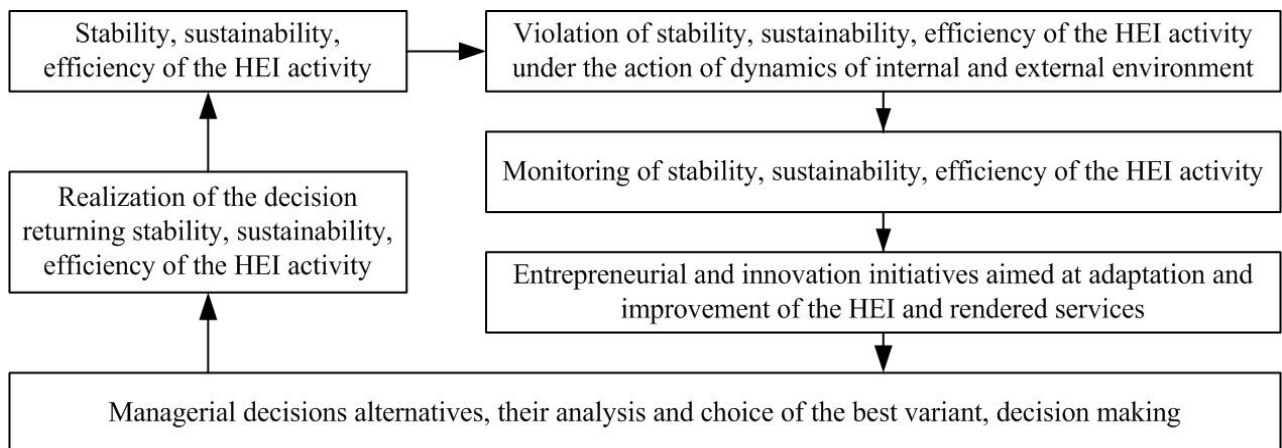 Stability, sustainability,
efficiency of the HEI activity
Violation of stability, sustainability, efficiency of the HEI activity
under the action of dynamics of internal and external environment
Monitoring of stability, sustainability, efficiency of the HEI activity
Realization of the decision
returning stability, sustainability,
efficiency of the HEI activity
Entrepreneurial and innovation initiatives aimed at adaptation and
improvement of the HEI and rendered services
Managerial decisions alternatives, their analysis and choice of the best variant, decision making